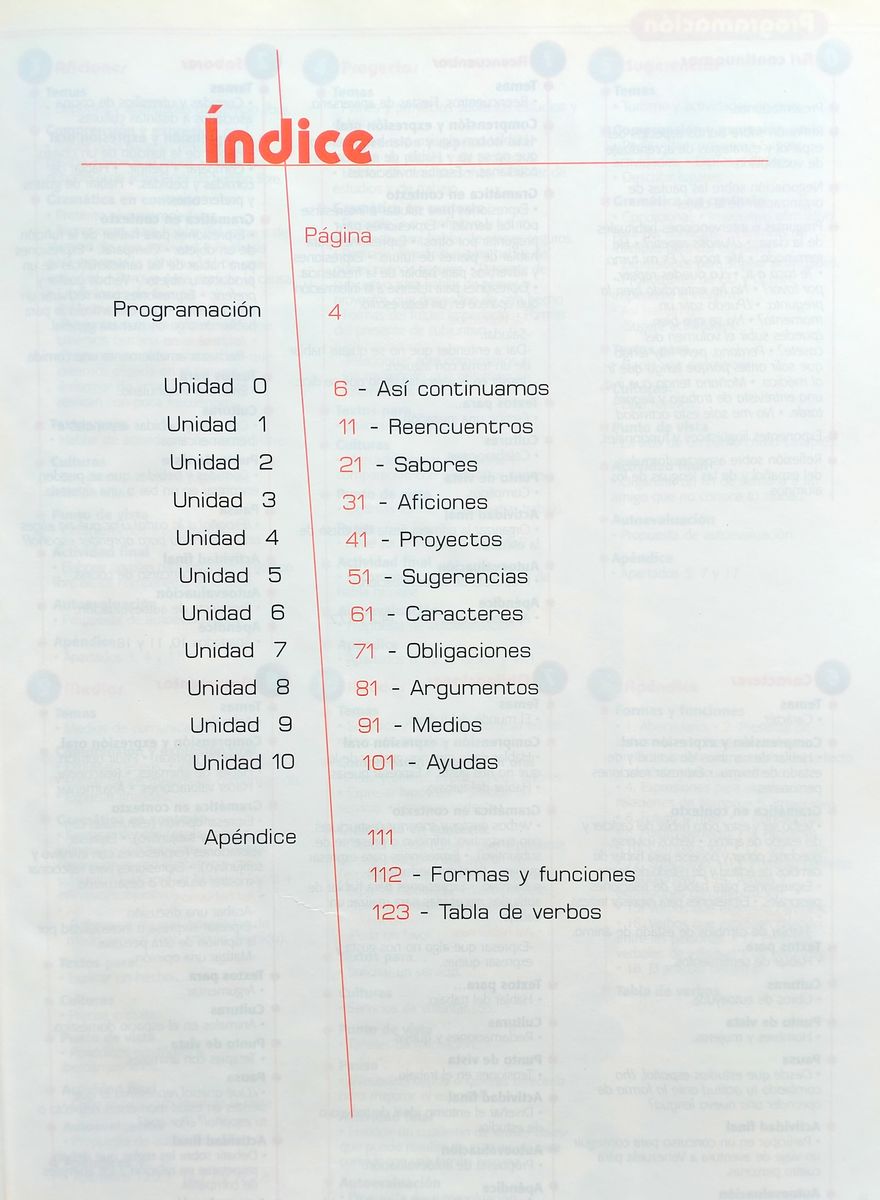 Índice
Página
Programación 4
Unidad 0 6 - Así continuamos
Unidad 1 11 - Reencuentros
Unidad 2 21 - Sabores
Unidad 3 31 - Aficiones
Unidad 4 41 - Proyectos
Unidad 5 51 - Sugerencias
Unidad 6 61 - Caracteres
Unidad 7 71 - Obligaciones
Unidad 8 81 - Argumentos
Unidad 9 91 - Medios
Unidad 10 101 - Ayudas
Apéndice 111
112 - Formas y funciones
123 - Tabla de verbos